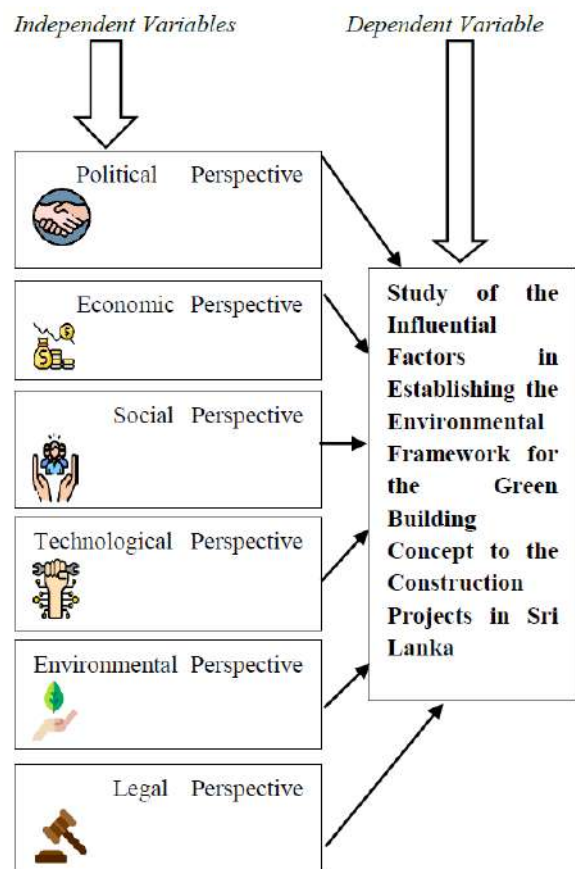 Independent Variables
Dependent Variable
Political Perspective
Economic Perspective
Social Perspective
Technological Perspective
Environmental Perspective
Legal Perspective
Study of the
Influential
Factors in
Establishing the
Environmental
Framework for
the Green
Building
Concept to the
Construction
Projects in Sri
Lanka